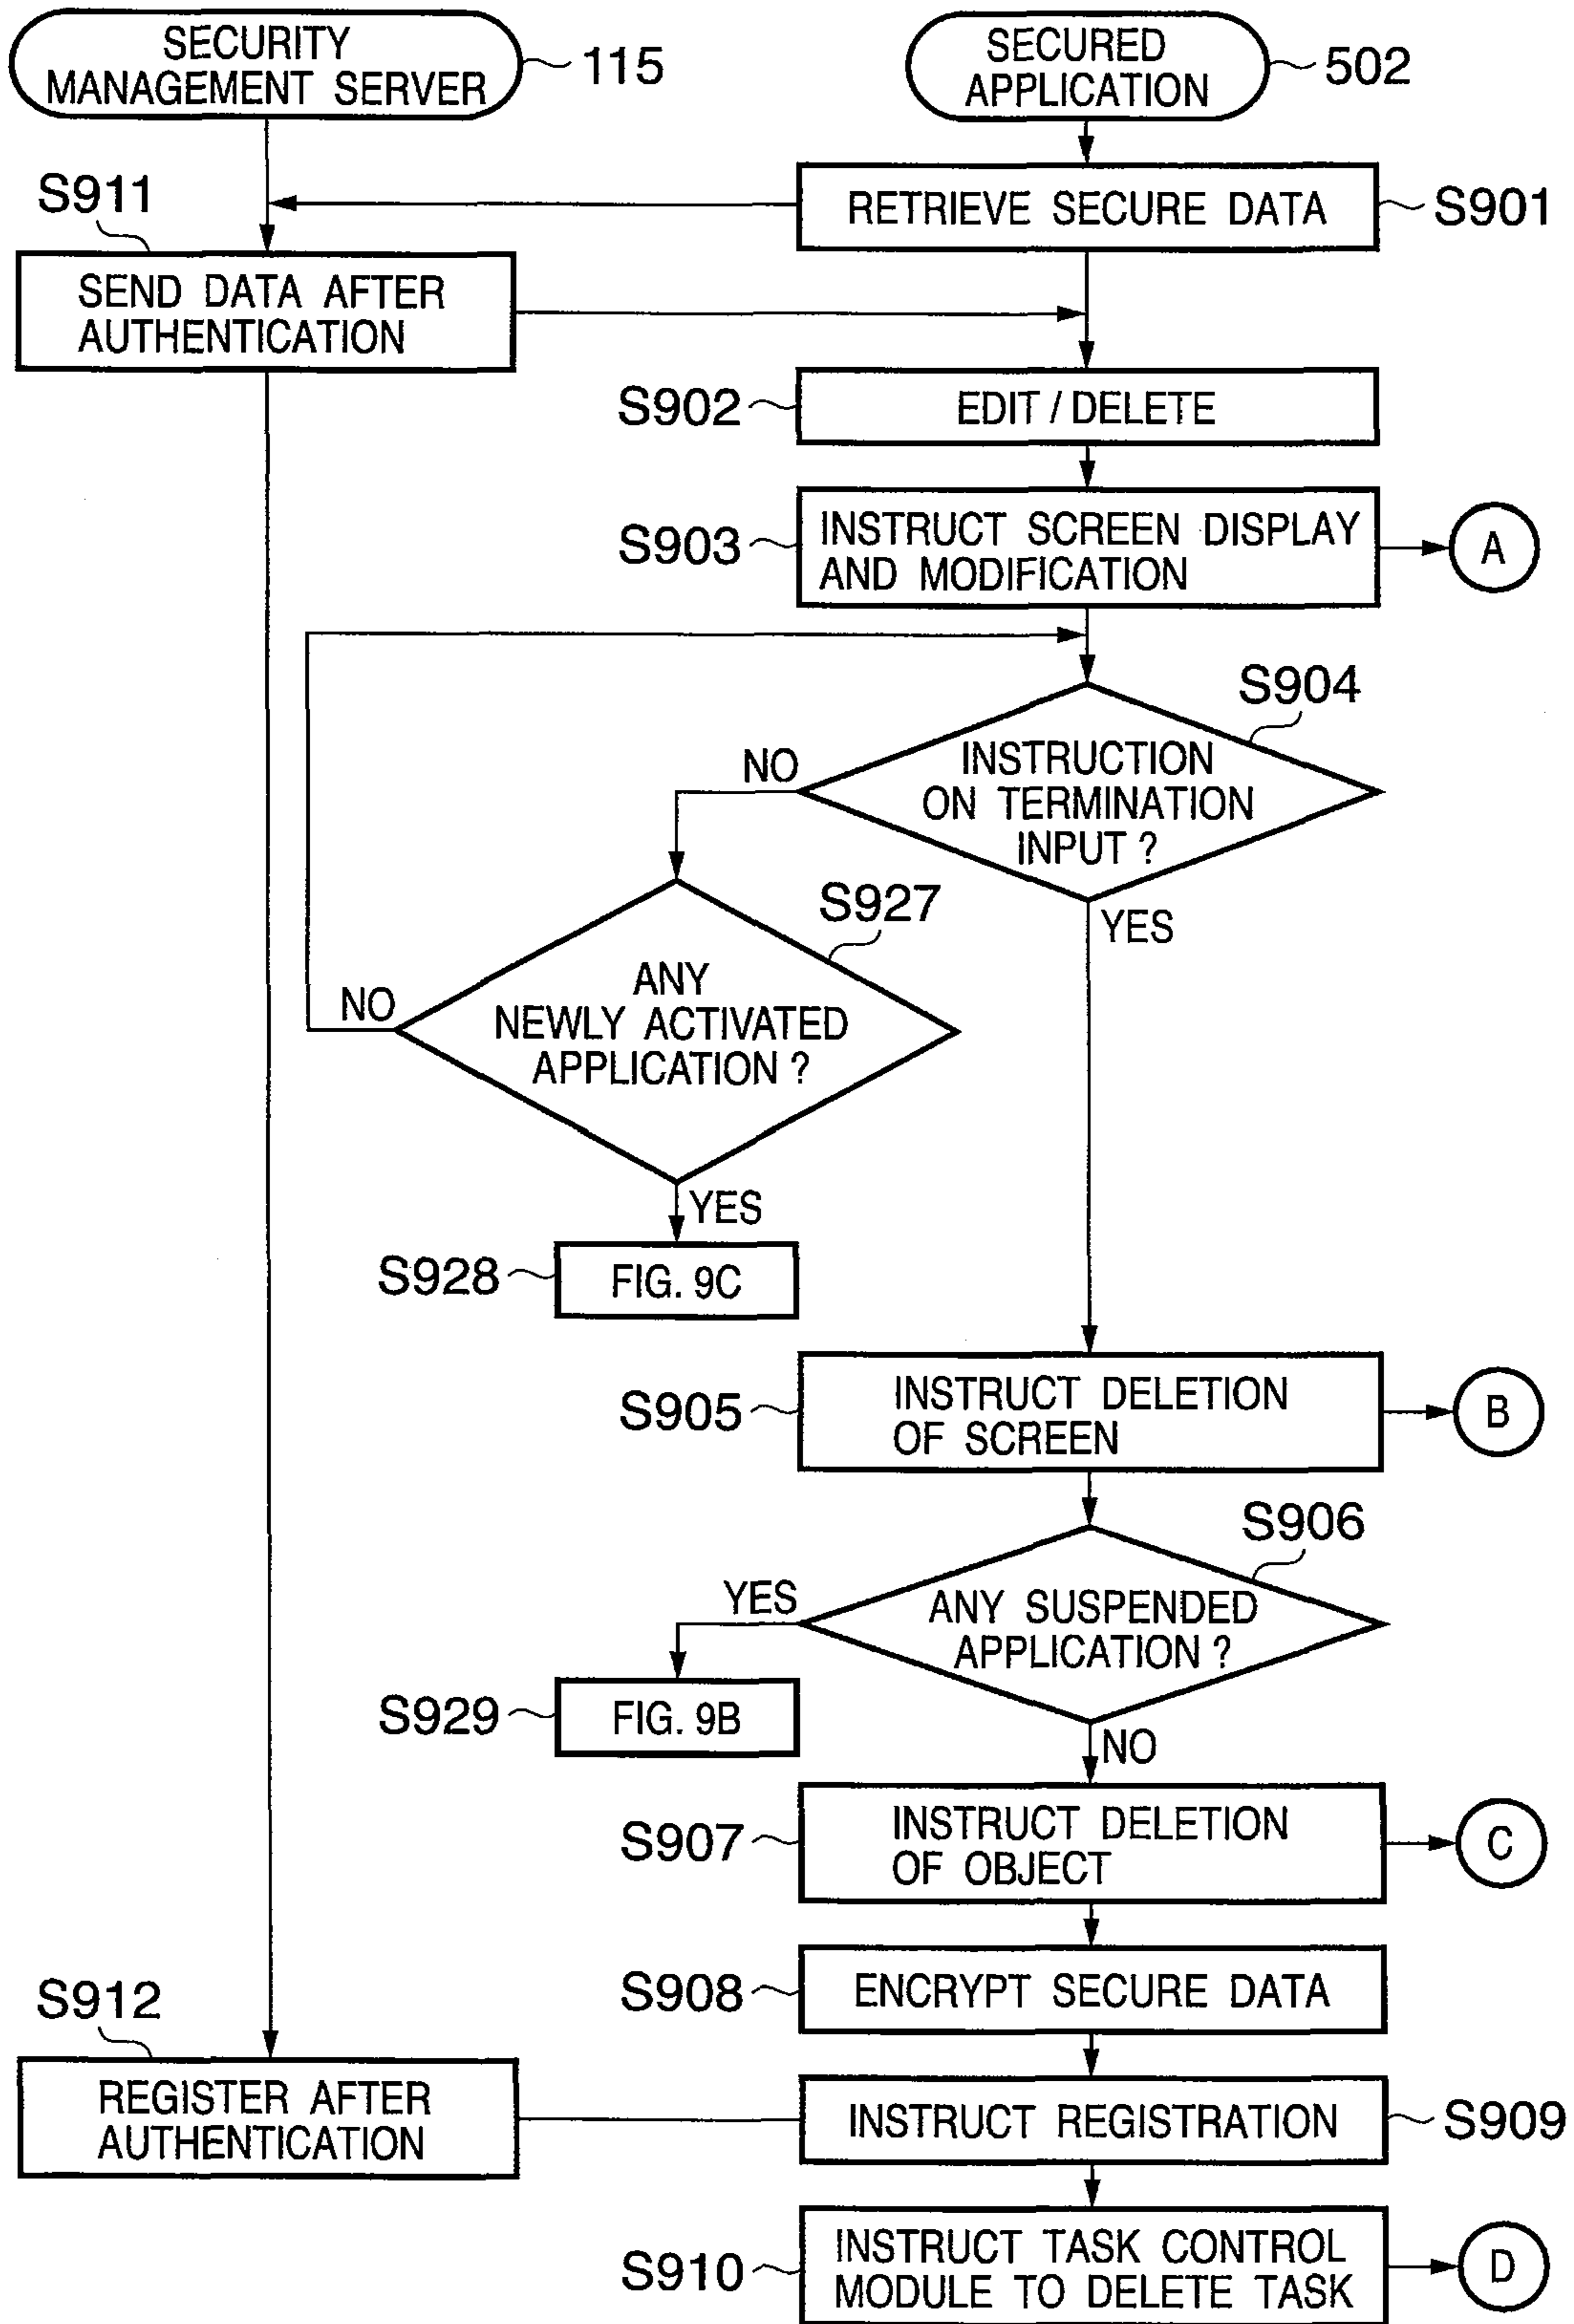 SECURITY
MANAGEMENT SERVER
115
SECURED
APPLICATION
502
S911
RETRIEVE SECURE DATA
S901
SEND DATA AFTER
AUTHENTICATION
S902
EDIT / DELETE
S903
INSTRUCT SCREEN DISPLAY
AND MODIFICATION
A
S904
INSTRUCTION
ON TERMINATION
INPUT ?
NO
YES
S927
ANY
NEWLY ACTIVATED
APPLICATION ?
NO
YES
S928
FIG. 9C
S905
INSTRUCT DELETION
OF SCREEN
B
S906
ANY SUSPENDED
APPLICATION ?
YES
S929
FIG. 9B
NO
S907
INSTRUCT DELETION
OF OBJECT
C
S908
ENCRYPT SECURE DATA
S912
REGISTER AFTER
AUTHENTICATION
INSTRUCT REGISTRATION
S909
S910
INSTRUCT TASK CONTROL
MODULE TO DELETE TASK
D